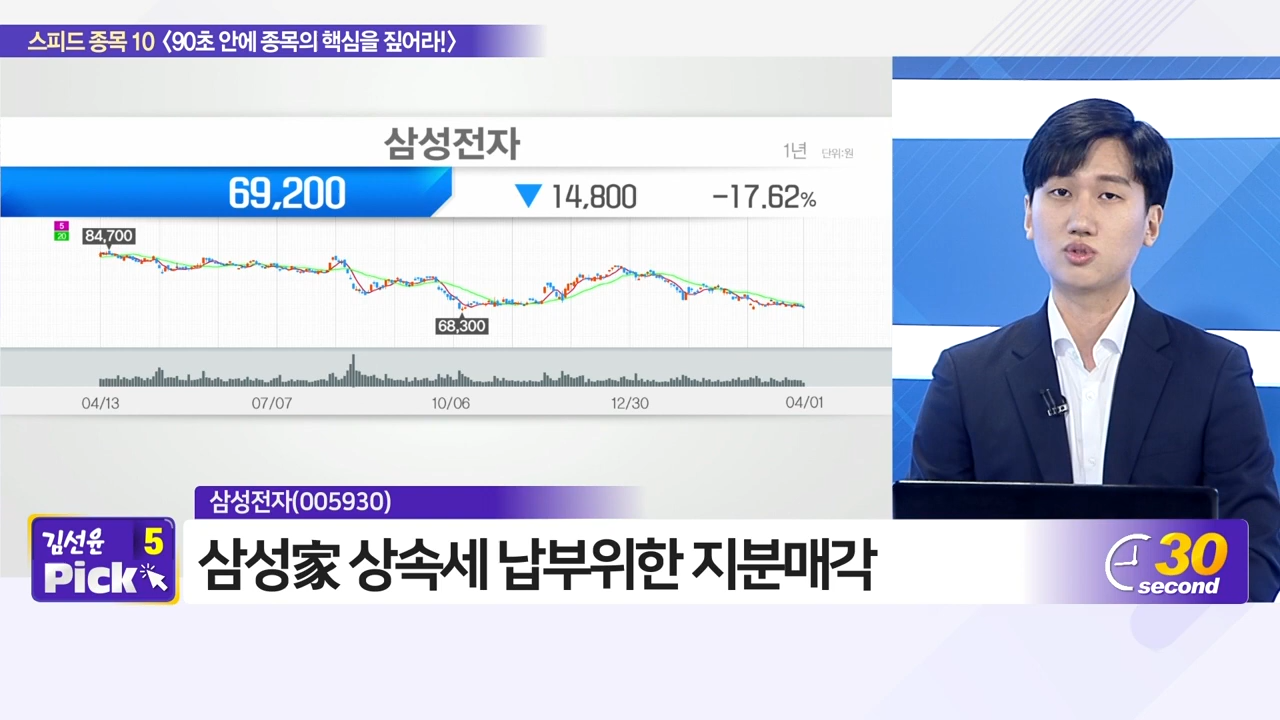 스피드 종목 10 〈90초 안에 종목의 핵심을 짚어라!〉
삼성전자
1년 단위:원
69,200 ▼ 14,800 -17.62%
5
20
84,700
68,300
04/13 07/07 10/06 12/30 04/01
삼성전자(005930)
김선윤 5
Pick
삼성家 상속세 납부위한 지분매각
30
second